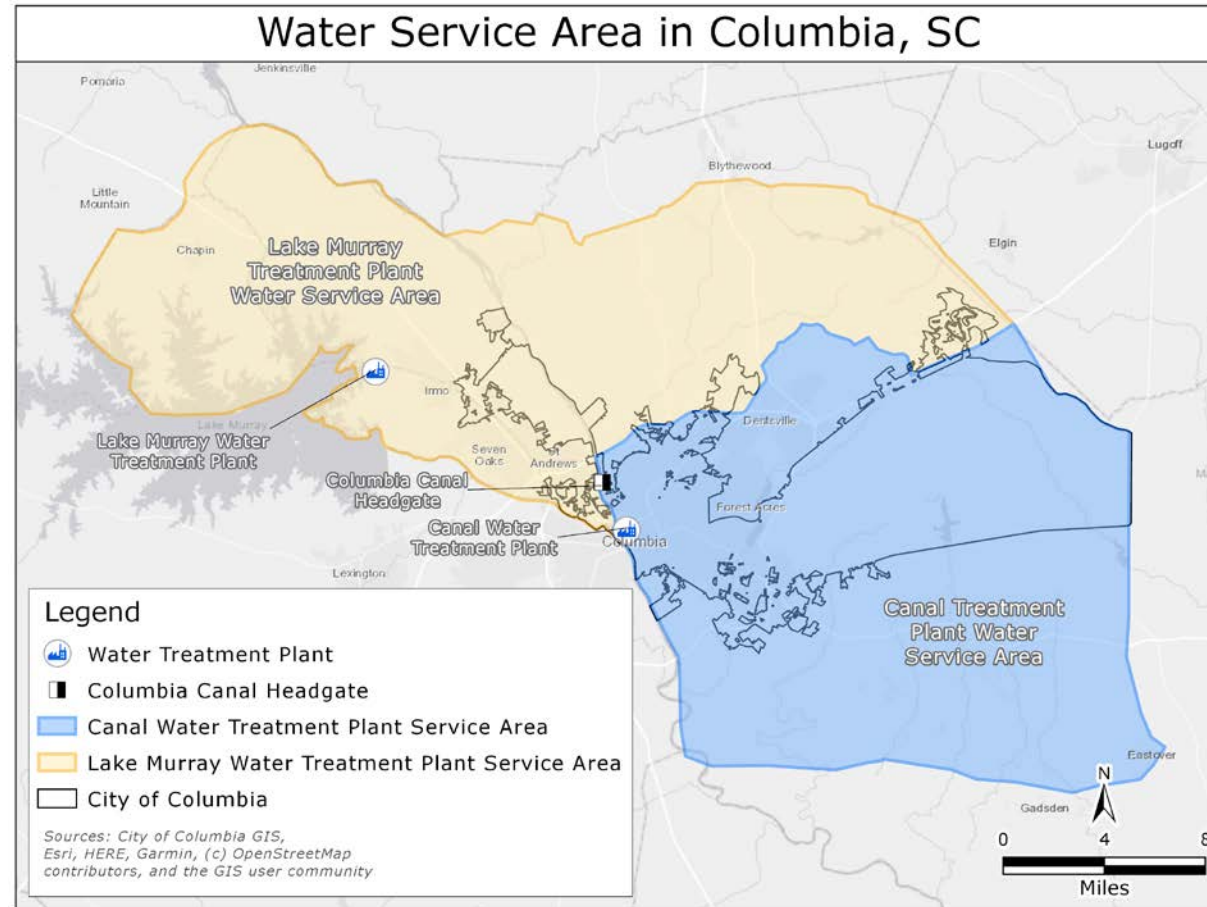 Water Service Area in Columbia, SC
Jenkinsville
Pomaria
Lugoff
Blythewood
Little
Mountain
Elgin
Chapin
Lake Murray
Treatment Plant
Water Service Area
Irmo
Dentsville
Lake Murray
Lake Murray Water
Treatment Plant
Seven
Oaks
St
Andrews
Columbia Canal
Headgate
Forest Acres
Canal Water
Treatment Plant
Columbia
Lexington
Canal Treatment
Plant Water
Service Area
Eastover
Gadsden
Legend
Water Treatment Plant
Columbia Canal Headgate
Canal Water Treatment Plant Service Area
Lake Murray Water Treatment Plant Service Area
City of Columbia
Sources: City of Columbia GIS,
Esri, HERE, Garmin, (c) OpenStreetMap
contributors, and the GIS user community
N
0 4 8
Miles